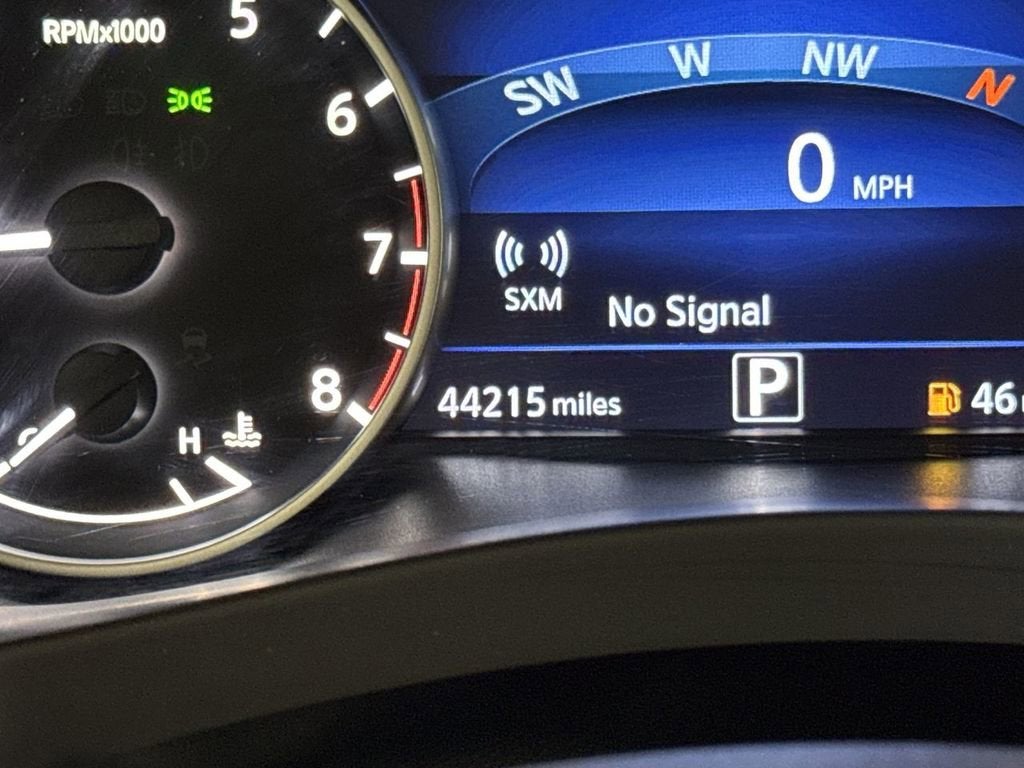 RPMx1000
5
6
7
8
H
SW W NW N
0 MPH
SXM
No Signal
44215 miles
P
46